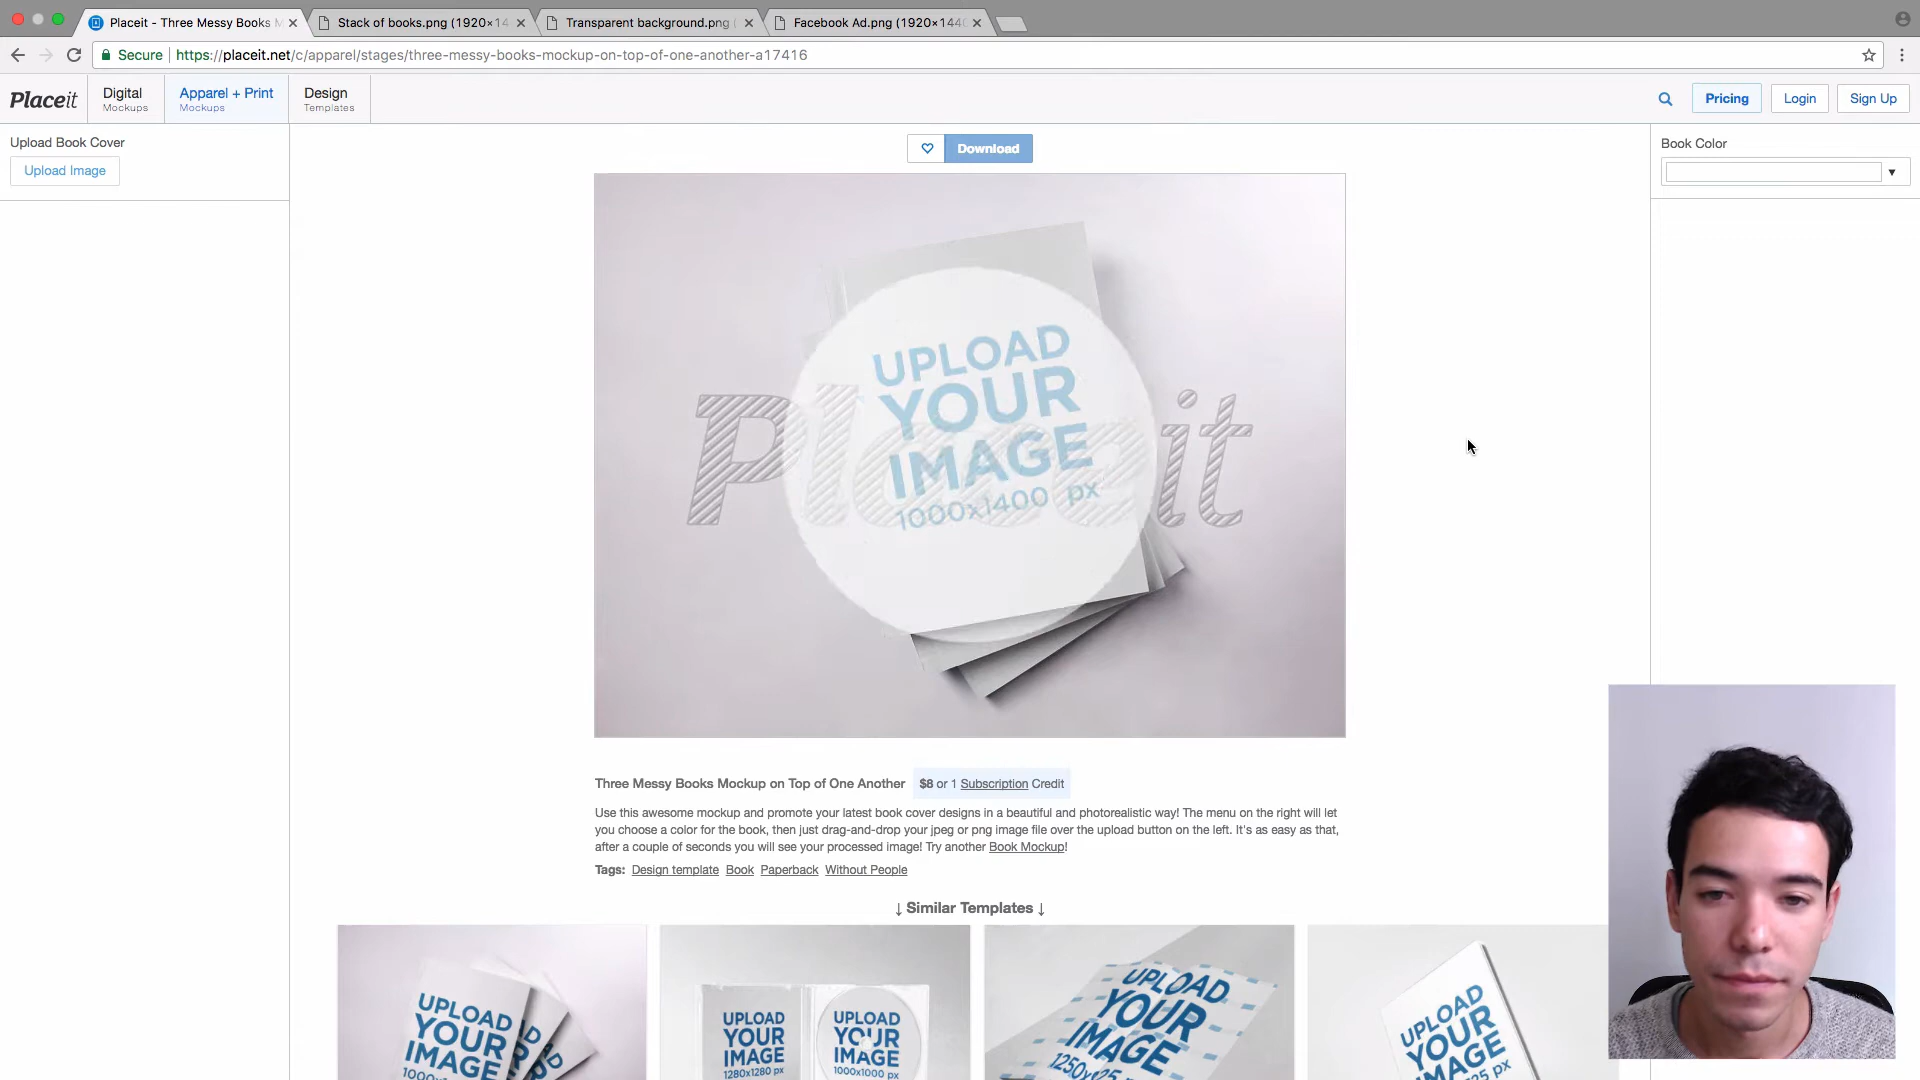 Placeit - Three Messy Books M
Stack of books.png (1920×14
Transparent background.png (
Facebook Ad.png (1920×1440
Secure
https://placeit.net/c/apparel/stages/three-messy-books-mockup-on-top-of-one-another-a17416
Placeit
Digital
Mockups
Apparel + Print
Mockups
Design
Templates
Pricing
Login
Sign Up
Upload Book Cover
Upload Image
Download
Book Color
UPLOAD
YOUR
IMAGE
1000x1400 px
Placeit
Three Messy Books Mockup on Top of One Another
$8 or 1 Subscription Credit
Use this awesome mockup and promote your latest book cover designs in a beautiful and photorealistic way! The menu on the right will let
you choose a color for the book, then just drag-and-drop your jpeg or png image file over the upload button on the left. It's as easy as that,
after a couple of seconds you will see your processed image! Try another Book Mockup!
Tags: Design template Book Paperback Without People
↓ Similar Templates ↓
UPLOAD
YOUR
IMAGE
UPLOAD
YOUR
IMAGE
1280x1280 px
UPLOAD
YOUR
IMAGE
1000x1000 px
UPLOAD
YOUR
IMAGE
UPLOAD
YOUR
IMAGE